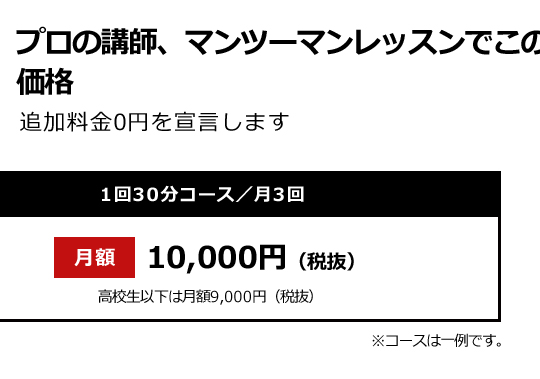 プロの講師、マンツーマンレッスンでこの
価格
追加料金0円を宣言します
1回30分コース／月3回
月額 10,000円（税抜）
高校生以下は月額9,000円（税抜）
※コースは一例です。